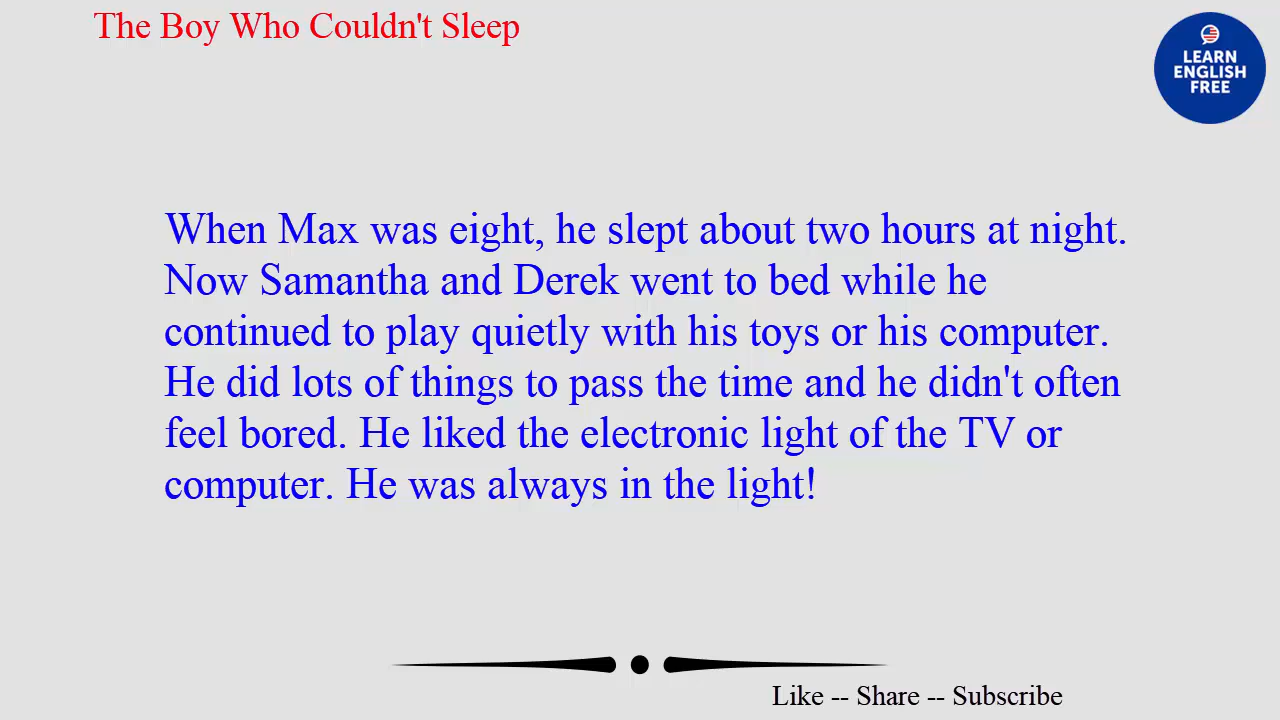 The Boy Who Couldn't Sleep
LEARN
ENGLISH
FREE
When Max was eight, he slept about two hours at night.
Now Samantha and Derek went to bed while he
continued to play quietly with his toys or his computer.
He did lots of things to pass the time and he didn't often
feel bored. He liked the electronic light of the TV or
computer. He was always in the light!
Like -- Share -- Subscribe